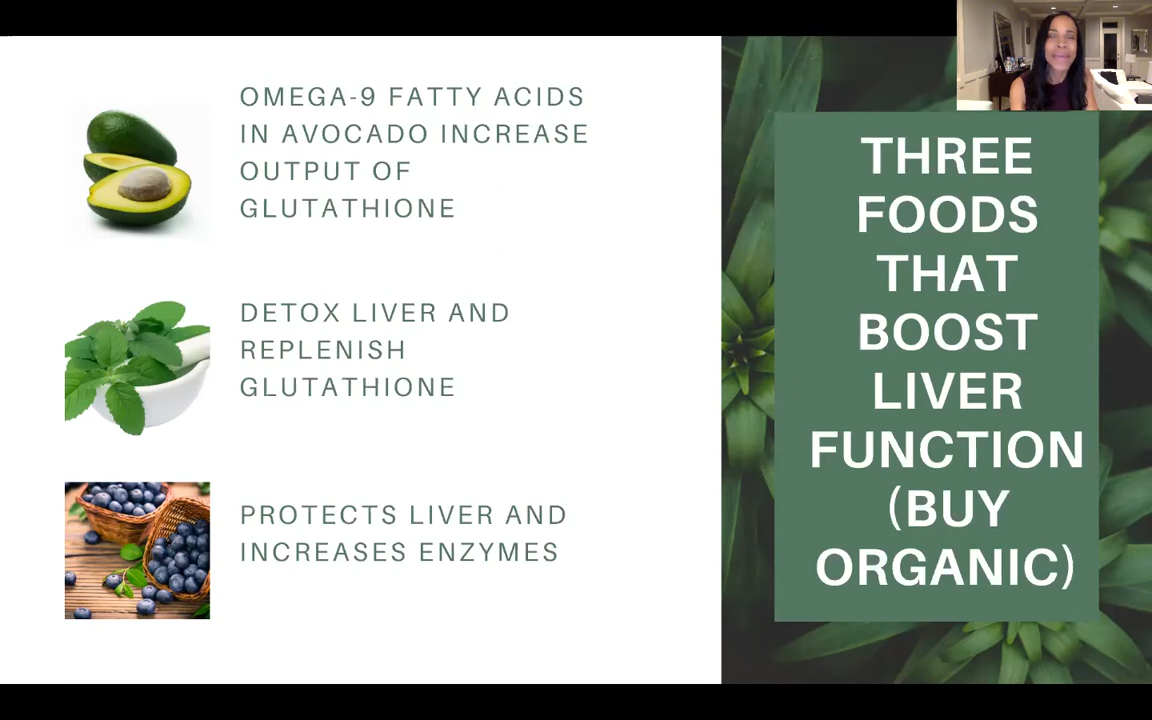 OMEGA-9 FATTY ACIDS
IN AVOCADO INCREASE
OUTPUT OF
GLUTATHIONE
DETOX LIVER AND
REPLENISH
GLUTATHIONE
PROTECTS LIVER AND
INCREASES ENZYMES
THREE
FOODS
THAT
BOOST
LIVER
FUNCTION
(BUY
ORGANIC)